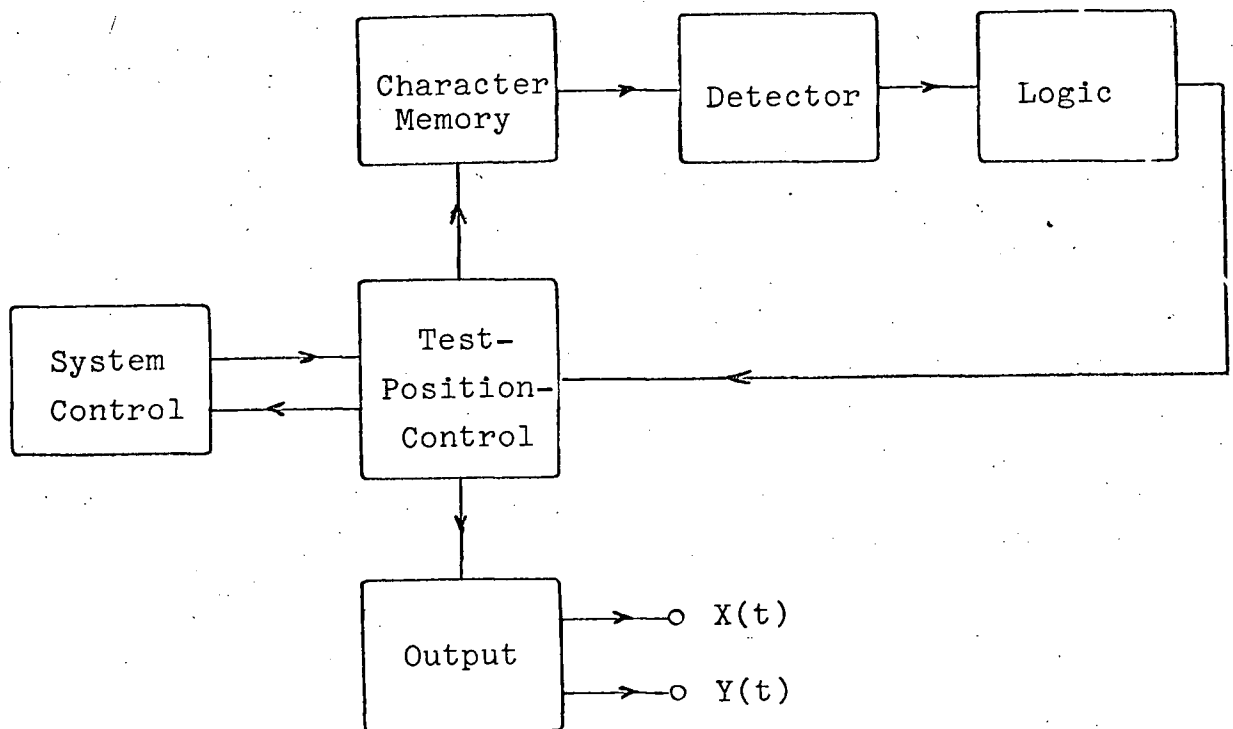 Character
Memory
Detector
Logic
System
Control
Test-
Position-
Control
Output
X(t)
Y(t)